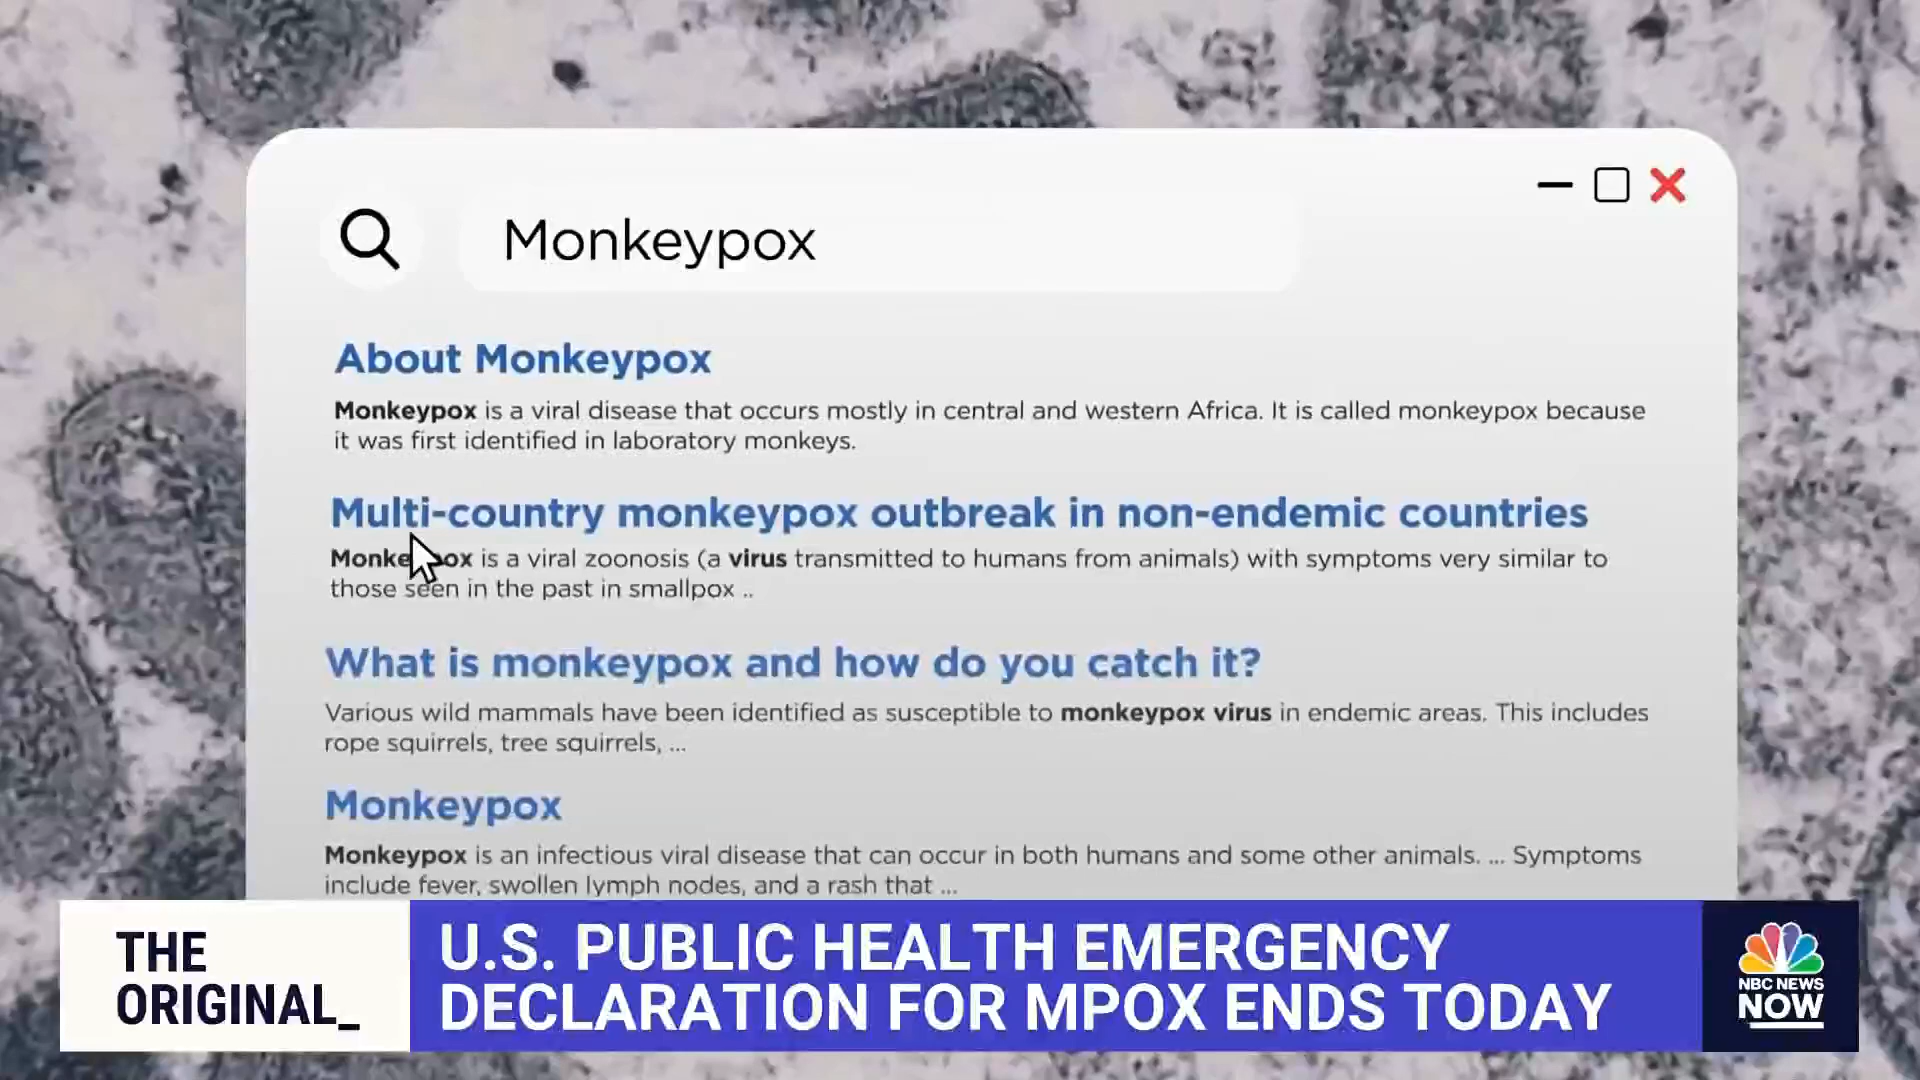 Monkeypox
About Monkeypox
Monkeypox is a viral disease that occurs mostly in central and western Africa. It is called monkeypox because
it was first identified in laboratory monkeys.
Multi-country monkeypox outbreak in non-endemic countries
Monkeypox is a viral zoonosis (a virus transmitted to humans from animals) with symptoms very similar to
those seen in the past in smallpox ..
What is monkeypox and how do you catch it?
Various wild mammals have been identified as susceptible to monkeypox virus in endemic areas. This includes
rope squirrels, tree squirrels, ...
Monkeypox
Monkeypox is an infectious viral disease that can occur in both humans and some other animals. ... Symptoms
include fever, swollen lymph nodes, and a rash that ...
THE
ORIGINAL_
U.S. PUBLIC HEALTH EMERGENCY
DECLARATION FOR MPOX ENDS TODAY
NBC NEWS
NOW